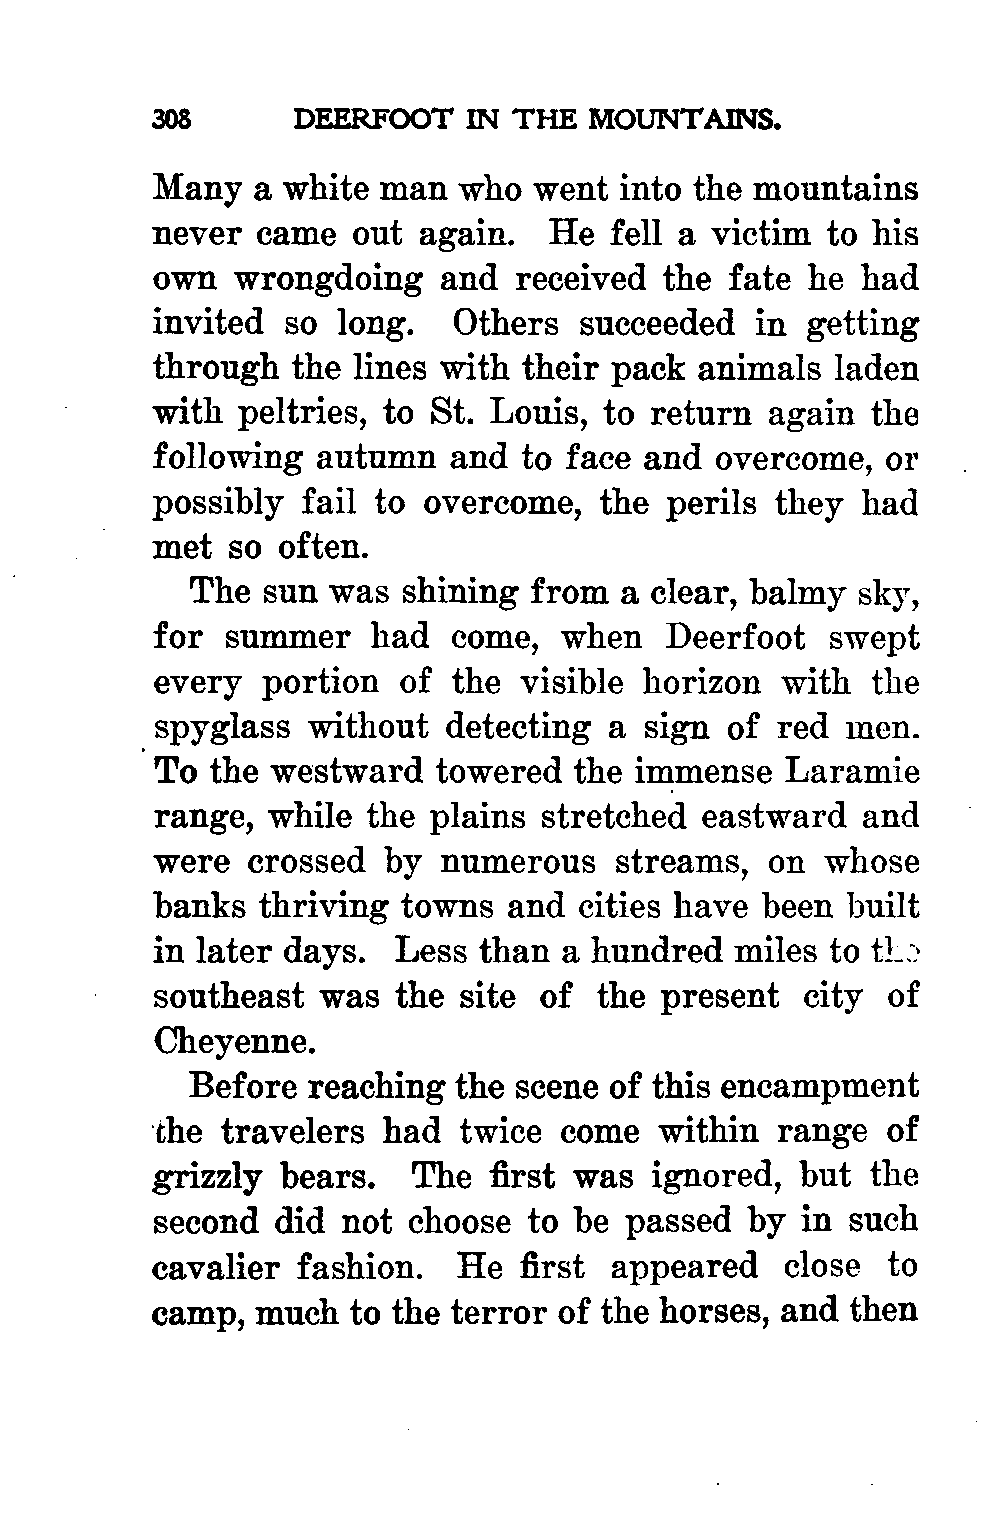 308 DEERFOOT IN THE MOUNTAINS.
Many a white man who went into the mountains
never came out again. He fell a victim to his
own wrongdoing and received the fate he had
invited so long. Others succeeded in getting
through the lines with their pack animals laden
with peltries, to St. Louis, to return again the
following autumn and to face and overcome, or
possibly fail to overcome, the perils they had
met so often.
The sun was shining from a clear, balmy sky,
for summer had come, when Deerfoot swept
every portion of the visible horizon with the
spyglass without detecting a sign of red men.
To the westward towered the immense Laramie
range, while the plains stretched eastward and
were crossed by numerous streams, on whose
banks thriving towns and cities have been built
in later days. Less than a hundred miles to the
southeast was the site of the present city of
Cheyenne.
Before reaching the scene of this encampment
the travelers had twice come within range of
grizzly bears. The first was ignored, but the
second did not choose to be passed by in such
cavalier fashion. He first appeared close to
camp, much to the terror of the horses, and then